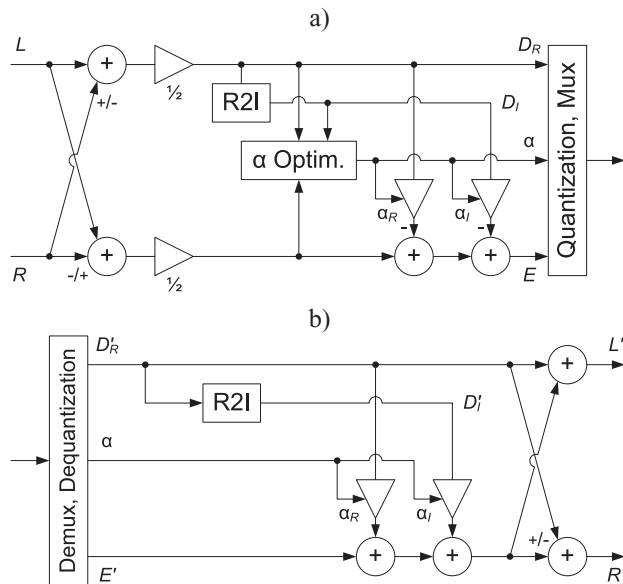 a)
L
+
+/-
½
D_R
R2I
D_I
α Optim.
α
α_R
α_I
-
-
R
-/+
+
½
+
+
E
Quantization, Mux
b)
D'_R
L'
+
R2I
D'_I
α
α_R
α_I
Demux, Dequantization
+
+
+/-
+
E'
R'